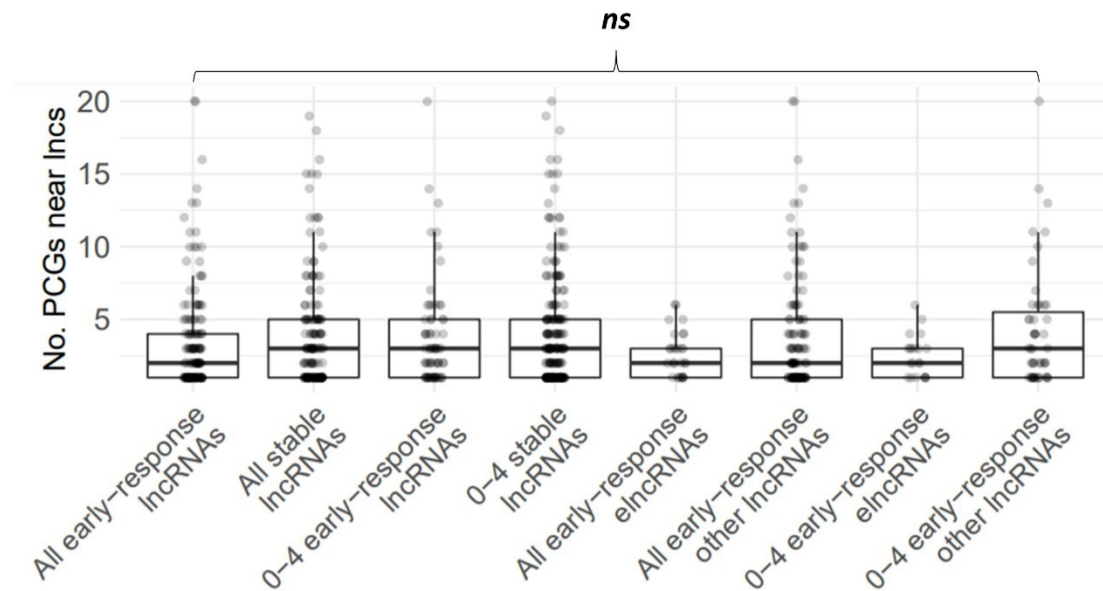 ns
No. PCGs near lncs
20
15
10
5
All early−response
lncRNAs
All stable
lncRNAs
0−4 early−response
lncRNAs
0−4 stable
lncRNAs
All early−response
elncRNAs
All early−response
other lncRNAs
0−4 early−response
elncRNAs
0−4 early−response
other lncRNAs